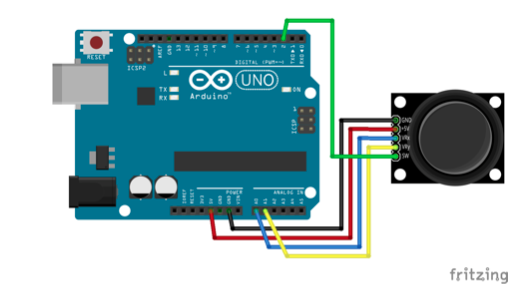 RESET
ICSP2
AREF
GND
13
12
~11
~10
~9
8
7
~6
~5
4
~3
2
TX▸1
RX◂0
DIGITAL (PWM~)
L
TX
RX
UNO
ON
Arduino™
ICSP
GND
+5V
VRx
VRy
SW
POWER
ANALOG IN
IOREF
RESET
3V3
5V
GND
GND
VIN
A0
A1
A2
A3
A4
A5
fritzing